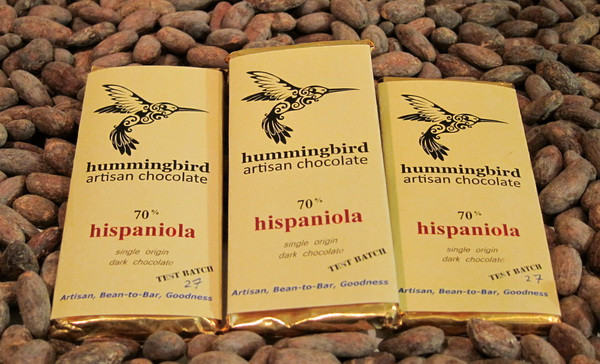 hummingbird
artisan chocolate
70%
hispaniola
single origin
dark chocolate
TEST BATCH
27
Artisan, Bean-to-Bar, Goodness
hummingbird
artisan chocolate
70%
hispaniola
single origin
dark chocolate
TEST BATCH
Artisan, Bean-to-Bar, Goodness
hummingbird
artisan chocolate
70%
hispaniola
single origin
dark chocolate
TEST BATCH
27
Artisan, Bean-to-Bar, Goodness